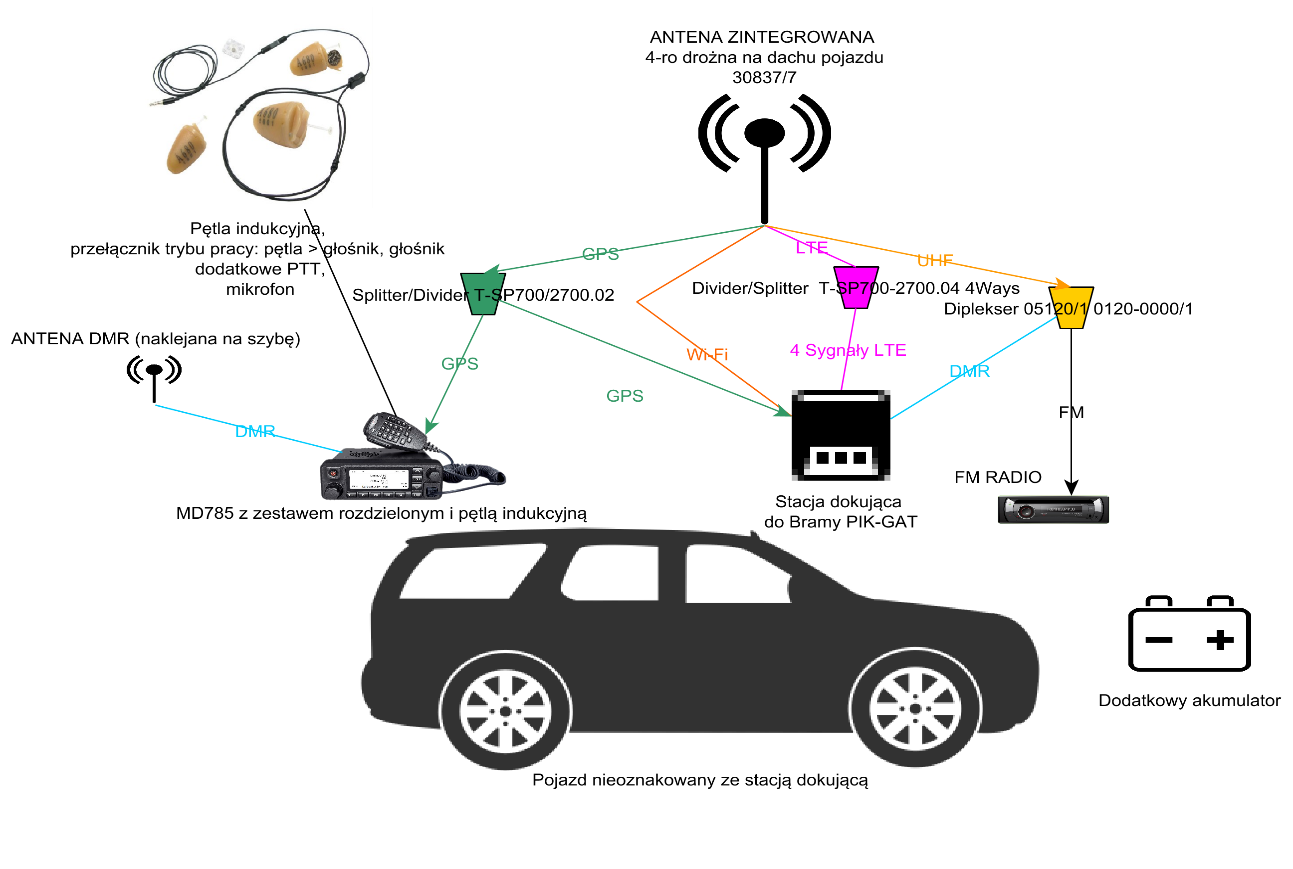 ANTENA ZINTEGROWANA
4-ro drożna na dachu pojazdu
30837/7
Pętla indukcyjna,
przełącznik trybu pracy: pętla > głośnik, głośnik
dodatkowe PTT,
mikrofon
GPS
LTE
UHF
Splitter/Divider T-SP700/2700.02
Divider/Splitter T-SP700-2700.04 4Ways
Diplekser 05120/1 0120-0000/1
ANTENA DMR (naklejana na szybę)
GPS
Wi-Fi
4 Sygnały LTE
DMR
GPS
FM
DMR
FM RADIO
MD785 z zestawem rozdzielonym i pętlą indukcyjną
Stacja dokująca
do Bramy PIK-GAT
Dodatkowy akumulator
Pojazd nieoznakowany ze stacją dokującą